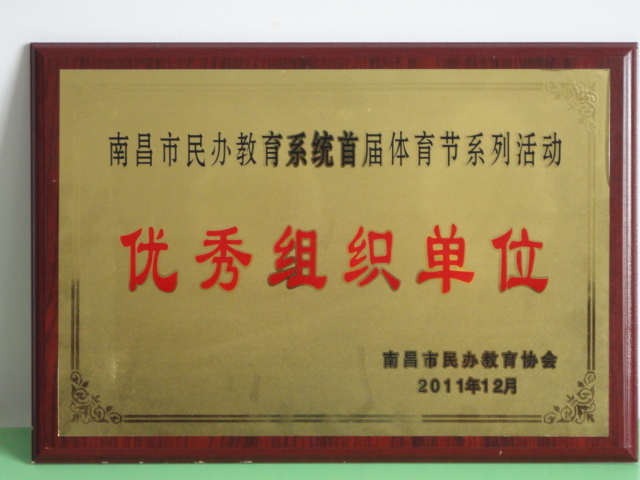 南昌市民办教育系统首届体育节系列活动
优秀组织单位
南昌市民办教育协会
2011年12月